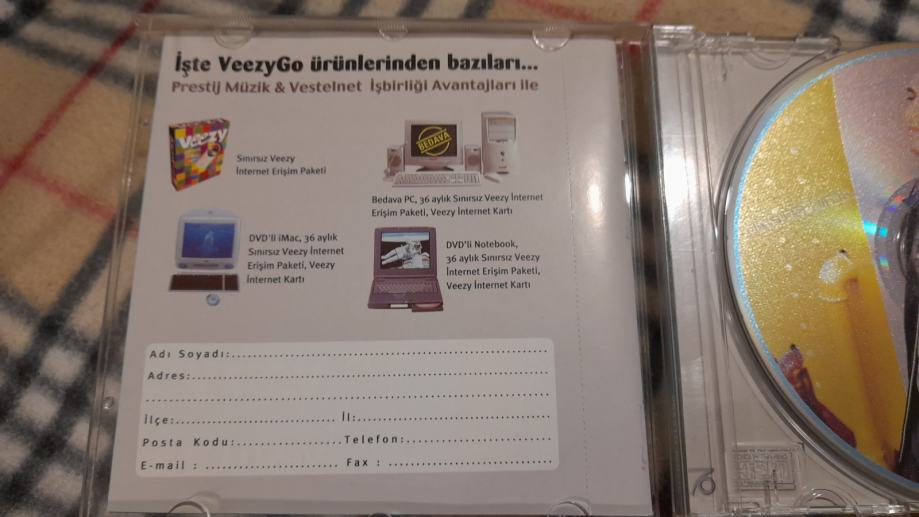 İşte VeezyGo ürünlerinden bazıları...
Prestij Müzik & Vestelnet İşbirliği Avantajları ile
Veezy
Sınırsız Veezy
İnternet Erişim Paketi
BEDAVA
Bedava PC, 36 aylık Sınırsız Veezy İnternet
Erişim Paketi, Veezy İnternet Kartı
DVD'li iMac, 36 aylık
Sınırsız Veezy İnternet
Erişim Paketi, Veezy
İnternet Kartı
DVD'li Notebook,
36 aylık Sınırsız Veezy
İnternet Erişim Paketi,
Veezy İnternet Kartı
Adı Soyadı:
Adres:
İlçe: İl:
Posta Kodu: Telefon:
E-mail : Fax :